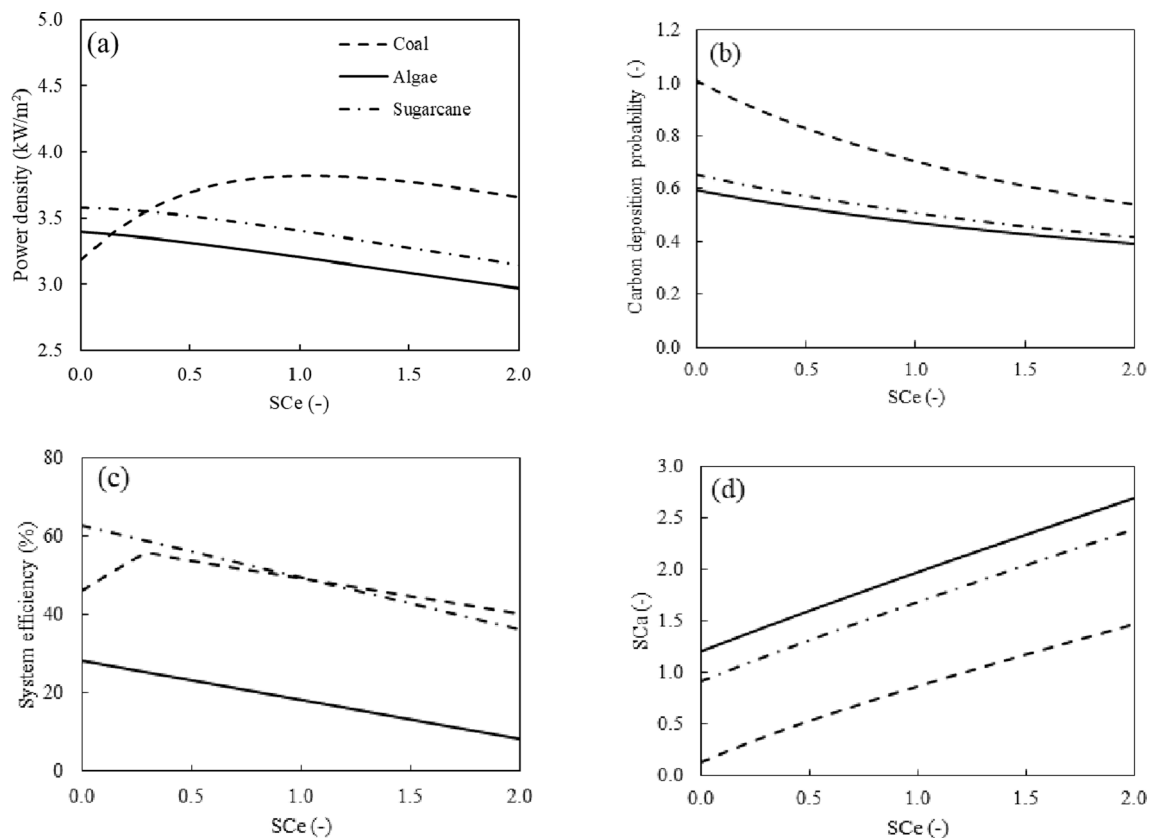 (a)
Coal
Algae
Sugarcane
Power density (kW/m²)
5.0
4.5
4.0
3.5
3.0
2.5
0.0 0.5 1.0 1.5 2.0
SCe (-)
(b)
Carbon deposition probability (-)
1.2
1.0
0.8
0.6
0.4
0.2
0.0
0.0 0.5 1.0 1.5 2.0
SCe (-)
(c)
System efficiency (%)
80
60
40
20
0
0.0 0.5 1.0 1.5 2.0
SCe (-)
(d)
SCa (-)
3.0
2.5
2.0
1.5
1.0
0.5
0.0
0.0 0.5 1.0 1.5 2.0
SCe (-)